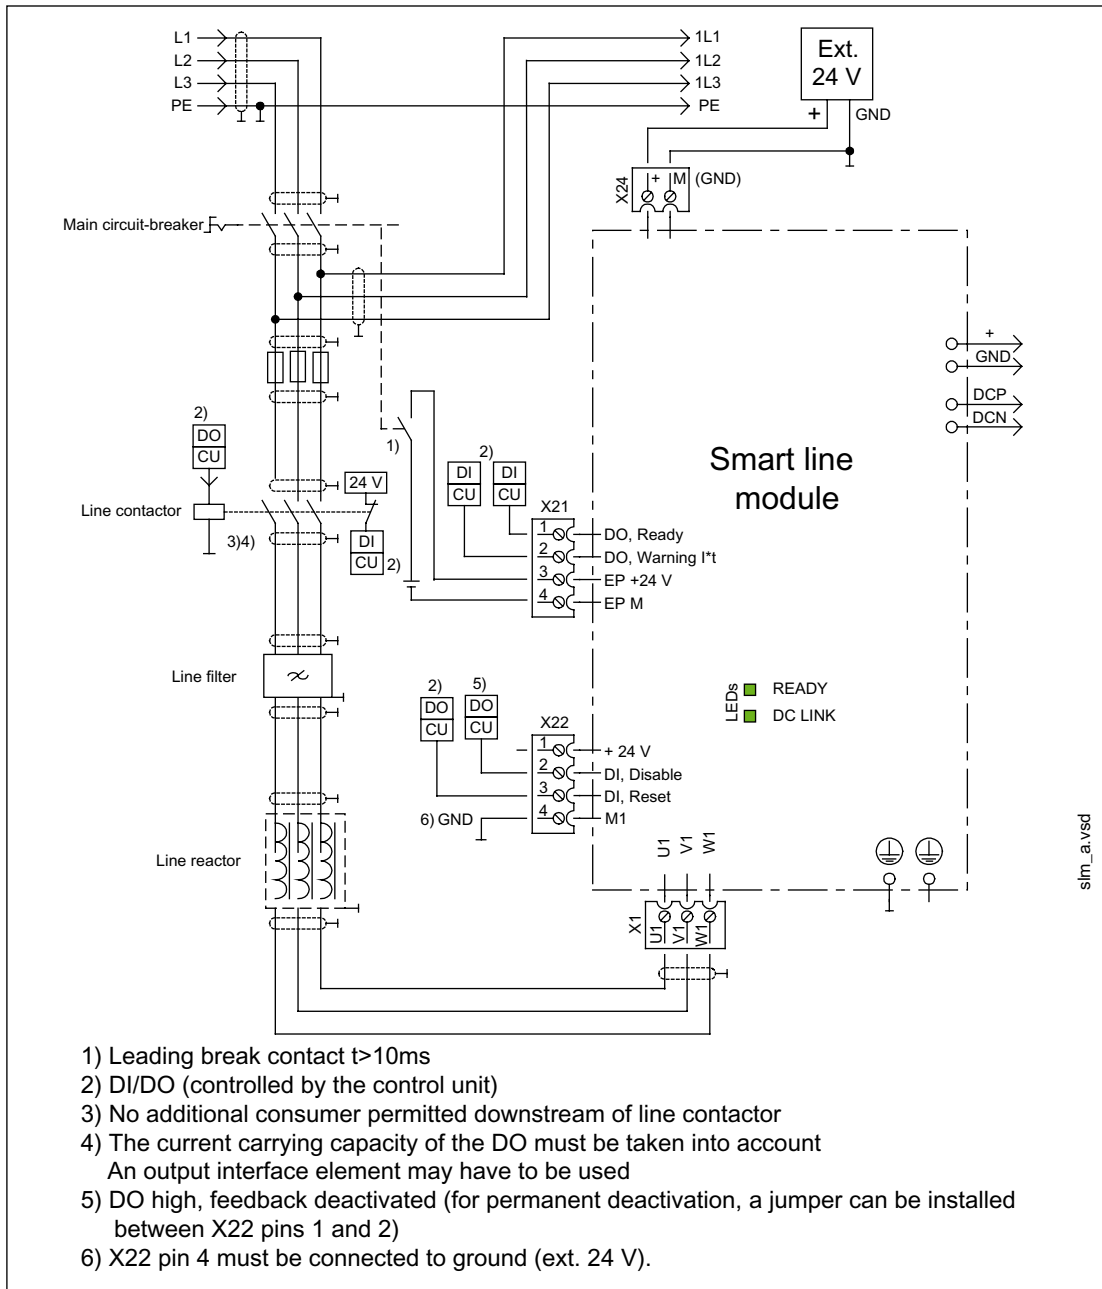 L1
L2
L3
PE
1L1
1L2
1L3
PE
Ext.
24 V
+
GND
X24
+
M
(GND)
Main circuit-breaker
+
GND
DCP
DCN
2)
DO
CU
1)
Smart line
module
Line contactor
3)4)
24 V
DI
CU
2)
2)
DI
CU
DI
CU
X21
1
2
3
4
DO, Ready
DO, Warning I*t
EP +24 V
EP M
Line filter
LEDs
READY
DC LINK
2)
DO
CU
5)
DO
CU
X22
1
2
3
4
+ 24 V
DI, Disable
DI, Reset
M1
6) GND
Line reactor
U1
V1
W1
X1
U1
V1
W1
slm_a.vsd
1) Leading break contact t>10ms
2) DI/DO (controlled by the control unit)
3) No additional consumer permitted downstream of line contactor
4) The current carrying capacity of the DO must be taken into account
An output interface element may have to be used
5) DO high, feedback deactivated (for permanent deactivation, a jumper can be installed
between X22 pins 1 and 2)
6) X22 pin 4 must be connected to ground (ext. 24 V).